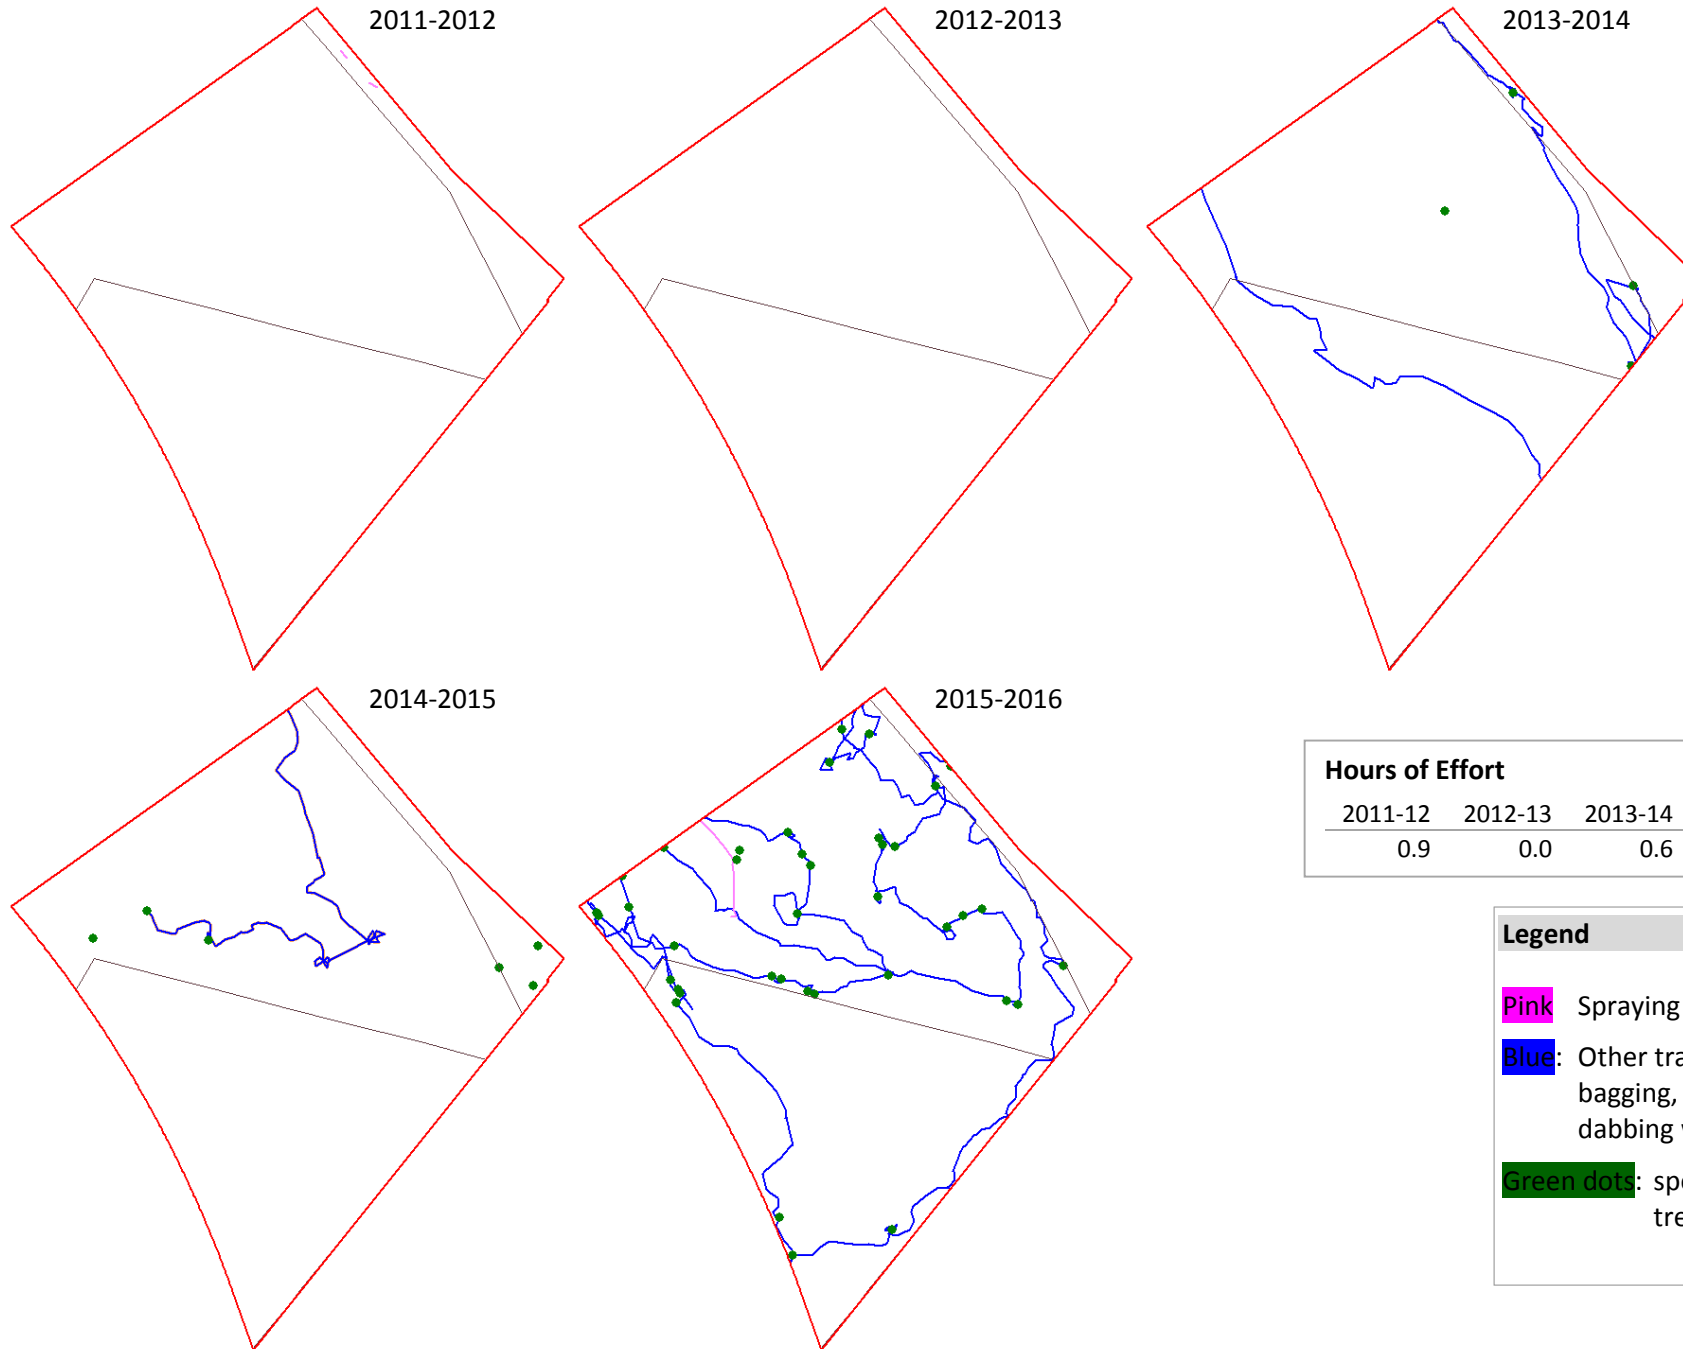 2011-2012
2012-2013
2013-2014
2014-2015
2015-2016
Hours of Effort
2011-12 2012-13 2013-14
0.9 0.0 0.6
Legend
Pink Spraying
Blue: Other
bagging,
dabbing
Green dots: